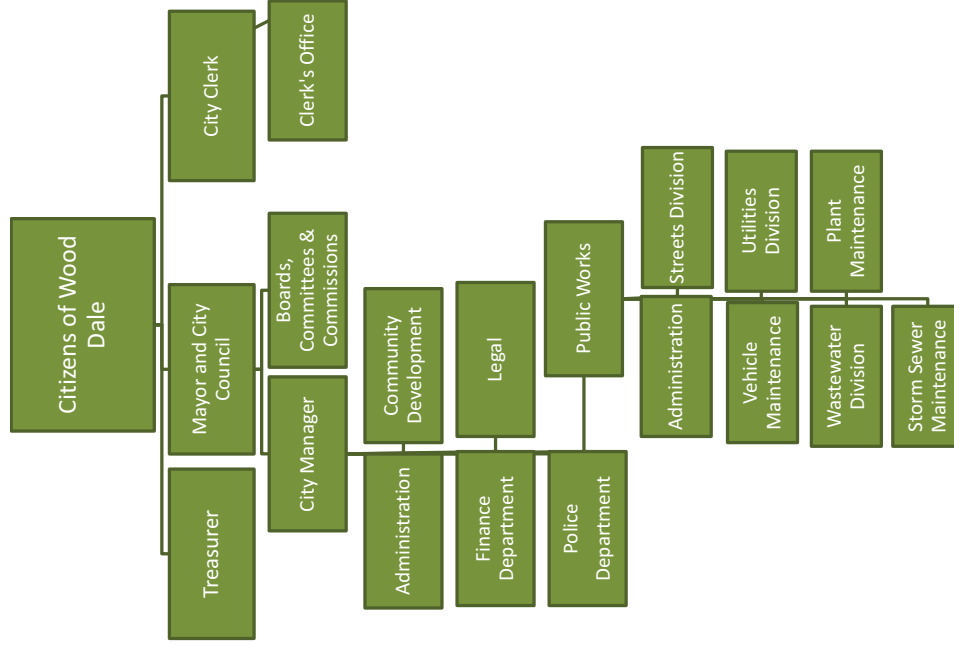 Citizens of Wood
Dale
Treasurer
Mayor and City
Council
City Clerk
City Manager
Boards,
Committees &
Commissions
Clerk's Office
Administration
Community
Development
Finance
Department
Legal
Police
Department
Public Works
Administration
Streets Division
Vehicle
Maintenance
Utilities
Division
Wastewater
Division
Plant
Maintenance
Storm Sewer
Maintenance